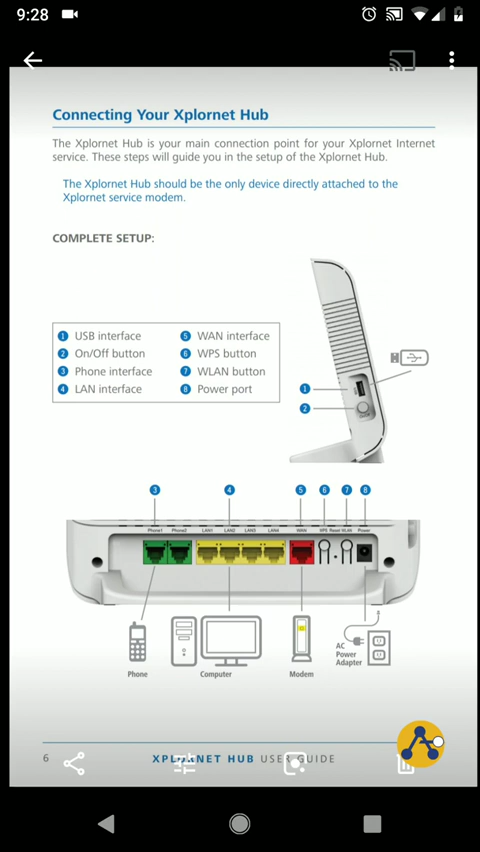 9:28
Connecting Your Xplornet Hub
The Xplornet Hub is your main connection point for your Xplornet Internet
service. These steps will guide you in the setup of the Xplornet Hub.
The Xplornet Hub should be the only device directly attached to the
Xplornet service modem.
COMPLETE SETUP:
1 USB interface
2 On/Off button
3 Phone interface
4 LAN interface
5 WAN interface
6 WPS button
7 WLAN button
8 Power port
1
2
3 4 5 6 7 8
Phone1 Phone2 LAN1 LAN2 LAN3 LAN4 WAN WPS Reset WLAN Power
Phone
Computer
Modem
AC
Power
Adapter
6 XPLORNET HUB USER GUIDE